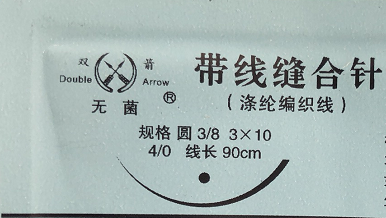 双 箭
Double Arrow
无 菌 ®
带线缝合针
(涤纶编织线)
规格 圆 3/8 3×10
4/0 线长 90cm